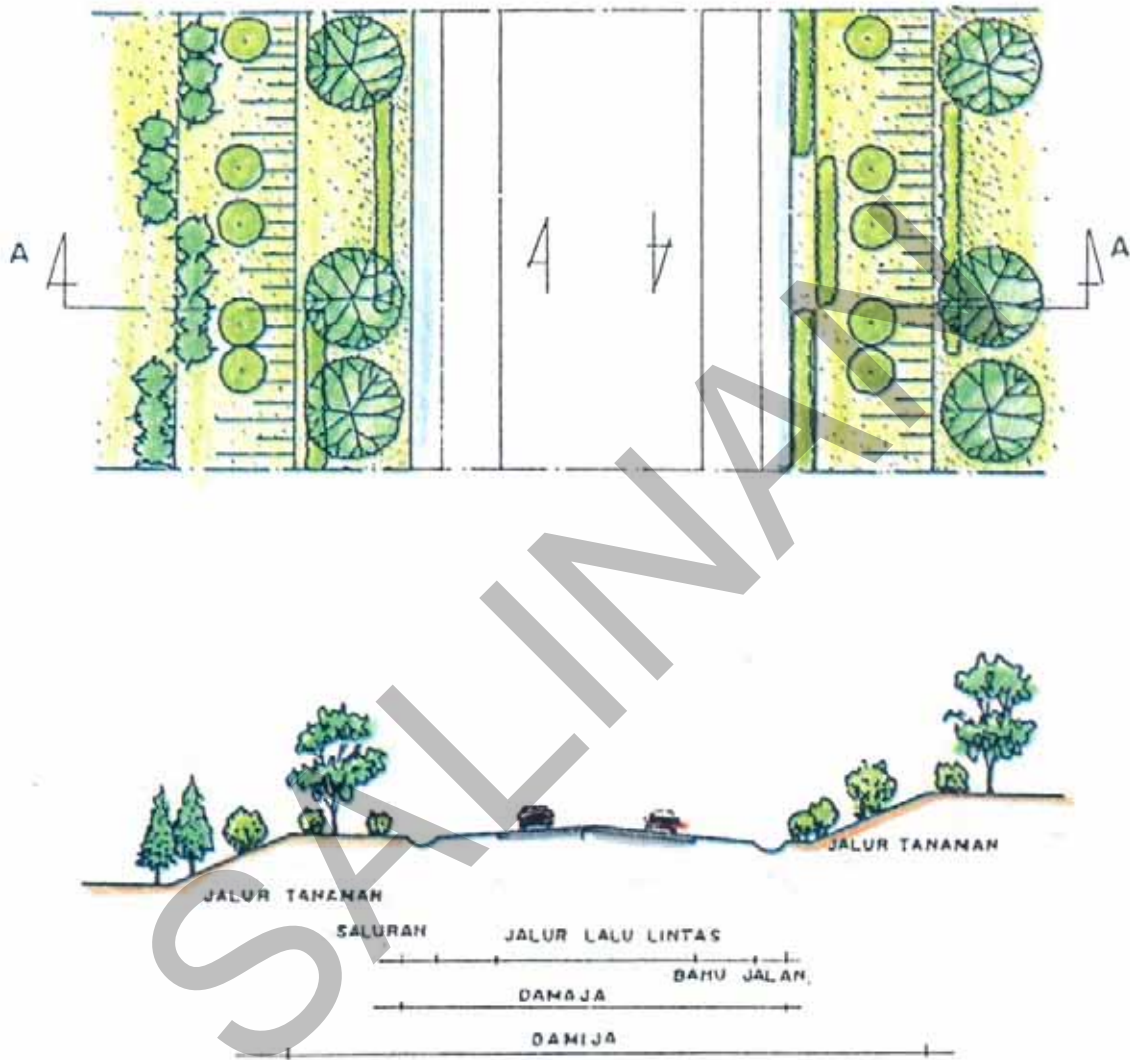 A A
JALUR TANAMAN
JALUR TANAMAN
SALURAN JALUR LALU LINTAS
BAHU JALAN
DAMAJA
DAMIJA
SALINAN